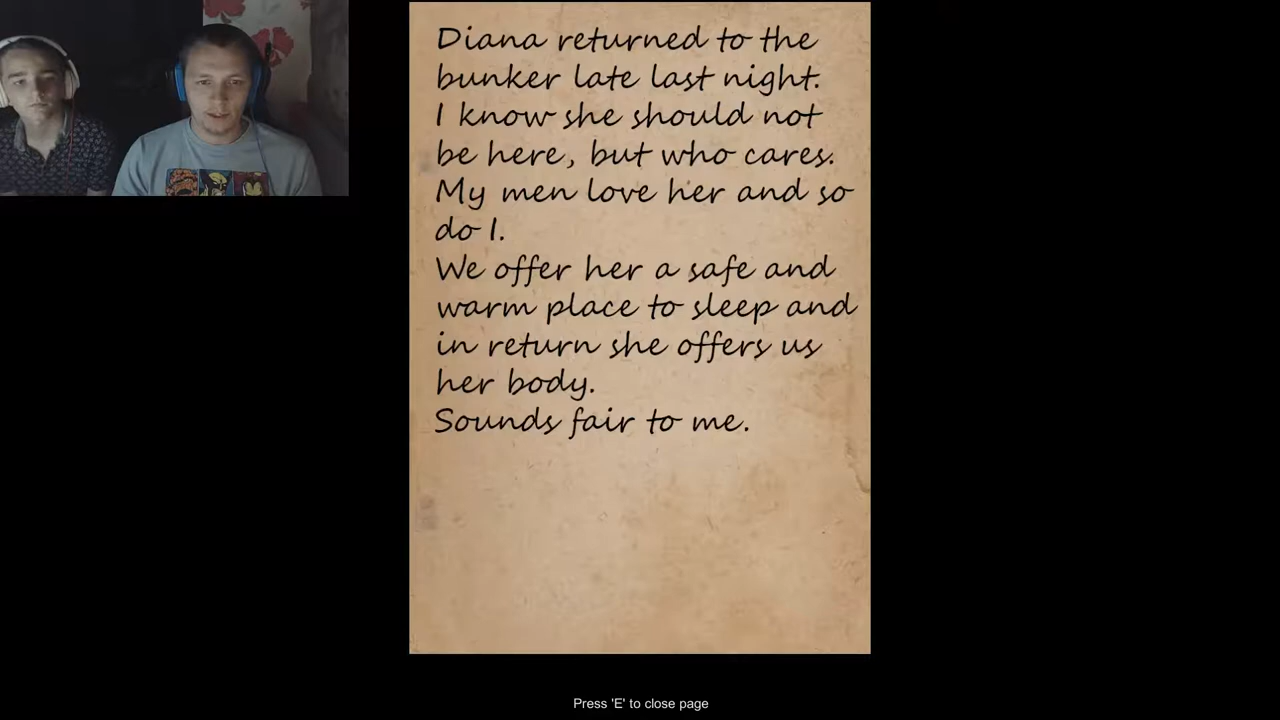 Diana returned to the
bunker late last night.
I know she should not
be here, but who cares.
My men love her and so
do I.
We offer her a safe and
warm place to sleep and
in return she offers us
her body.
Sounds fair to me.
Press 'E' to close page